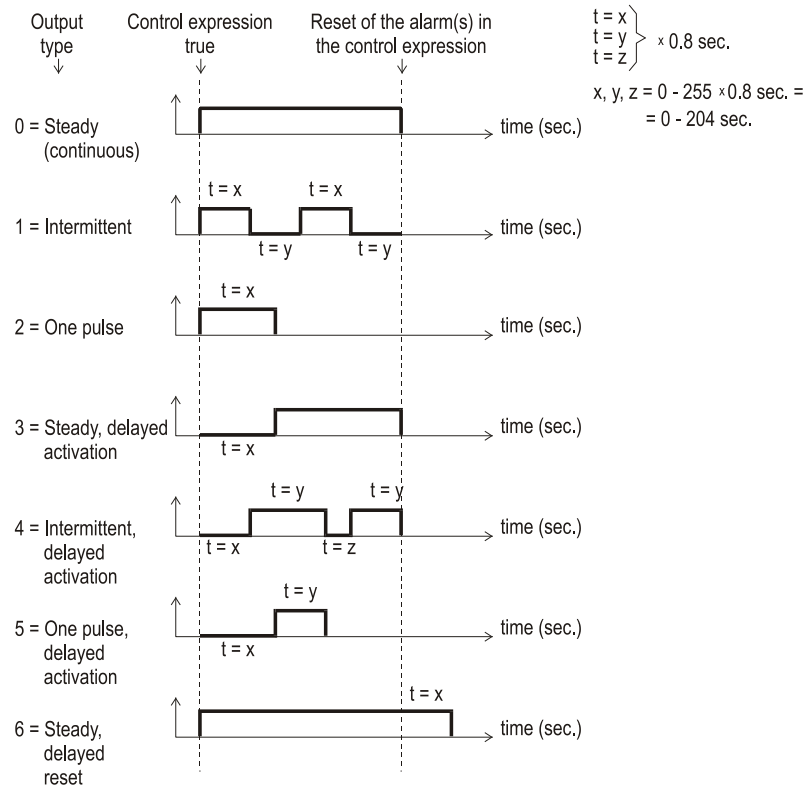 Output
type
Control expression
true
Reset of the alarm(s) in
the control expression
t = x
t = y
t = z
× 0.8 sec.
x, y, z = 0 - 255 ×0.8 sec. =
= 0 - 204 sec.
0 = Steady
(continuous)
time (sec.)
t = x
t = x
1 = Intermittent
time (sec.)
t = y
t = y
t = x
2 = One pulse
time (sec.)
3 = Steady, delayed
activation
time (sec.)
t = x
t = y
t = y
4 = Intermittent,
delayed
activation
time (sec.)
t = x
t = z
t = y
5 = One pulse,
delayed
activation
time (sec.)
t = x
t = x
6 = Steady,
delayed
reset
time (sec.)